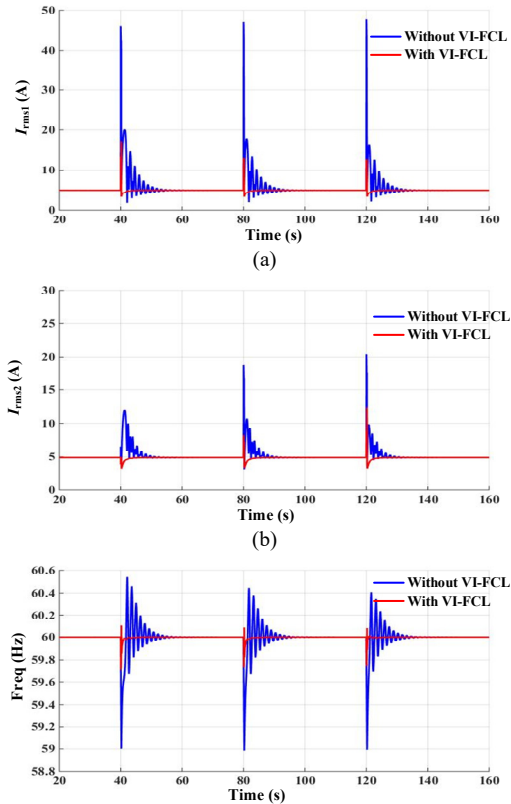 50
40
30
20
10
0
I_rms1 (A)
Without VI-FCL
With VI-FCL
20 40 60 80 100 120 140 160
Time (s)
(a)
30
25
20
15
10
5
0
I_rms2 (A)
Without VI-FCL
With VI-FCL
20 40 60 80 100 120 140 160
Time (s)
(b)
60.6
60.4
60.2
60
59.8
59.6
59.4
59.2
59
58.8
Freq (Hz)
Without VI-FCL
With VI-FCL
20 40 60 80 100 120 140 160
Time (s)